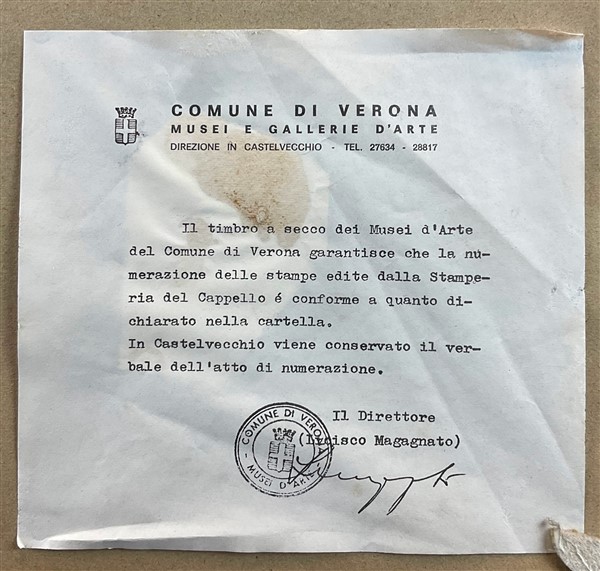 COMUNE DI VERONA
MUSEI E GALLERIE D'ARTE
DIREZIONE IN CASTELVECCHIO - TEL. 27634 - 28817
Il timbro a secco dei Musei d'Arte
del Comune di Verona garantisce che la nu-
merazione delle stampe edite dalla Stampe-
ria del Cappello é conforme a quanto di-
chiarato nella cartella.
In Castelvecchio viene conservato il ver-
bale dell'atto di numerazione.
Il Direttore
(Licisco Magagnato)
COMUNE DI VERONA
MUSEI D'ARTE